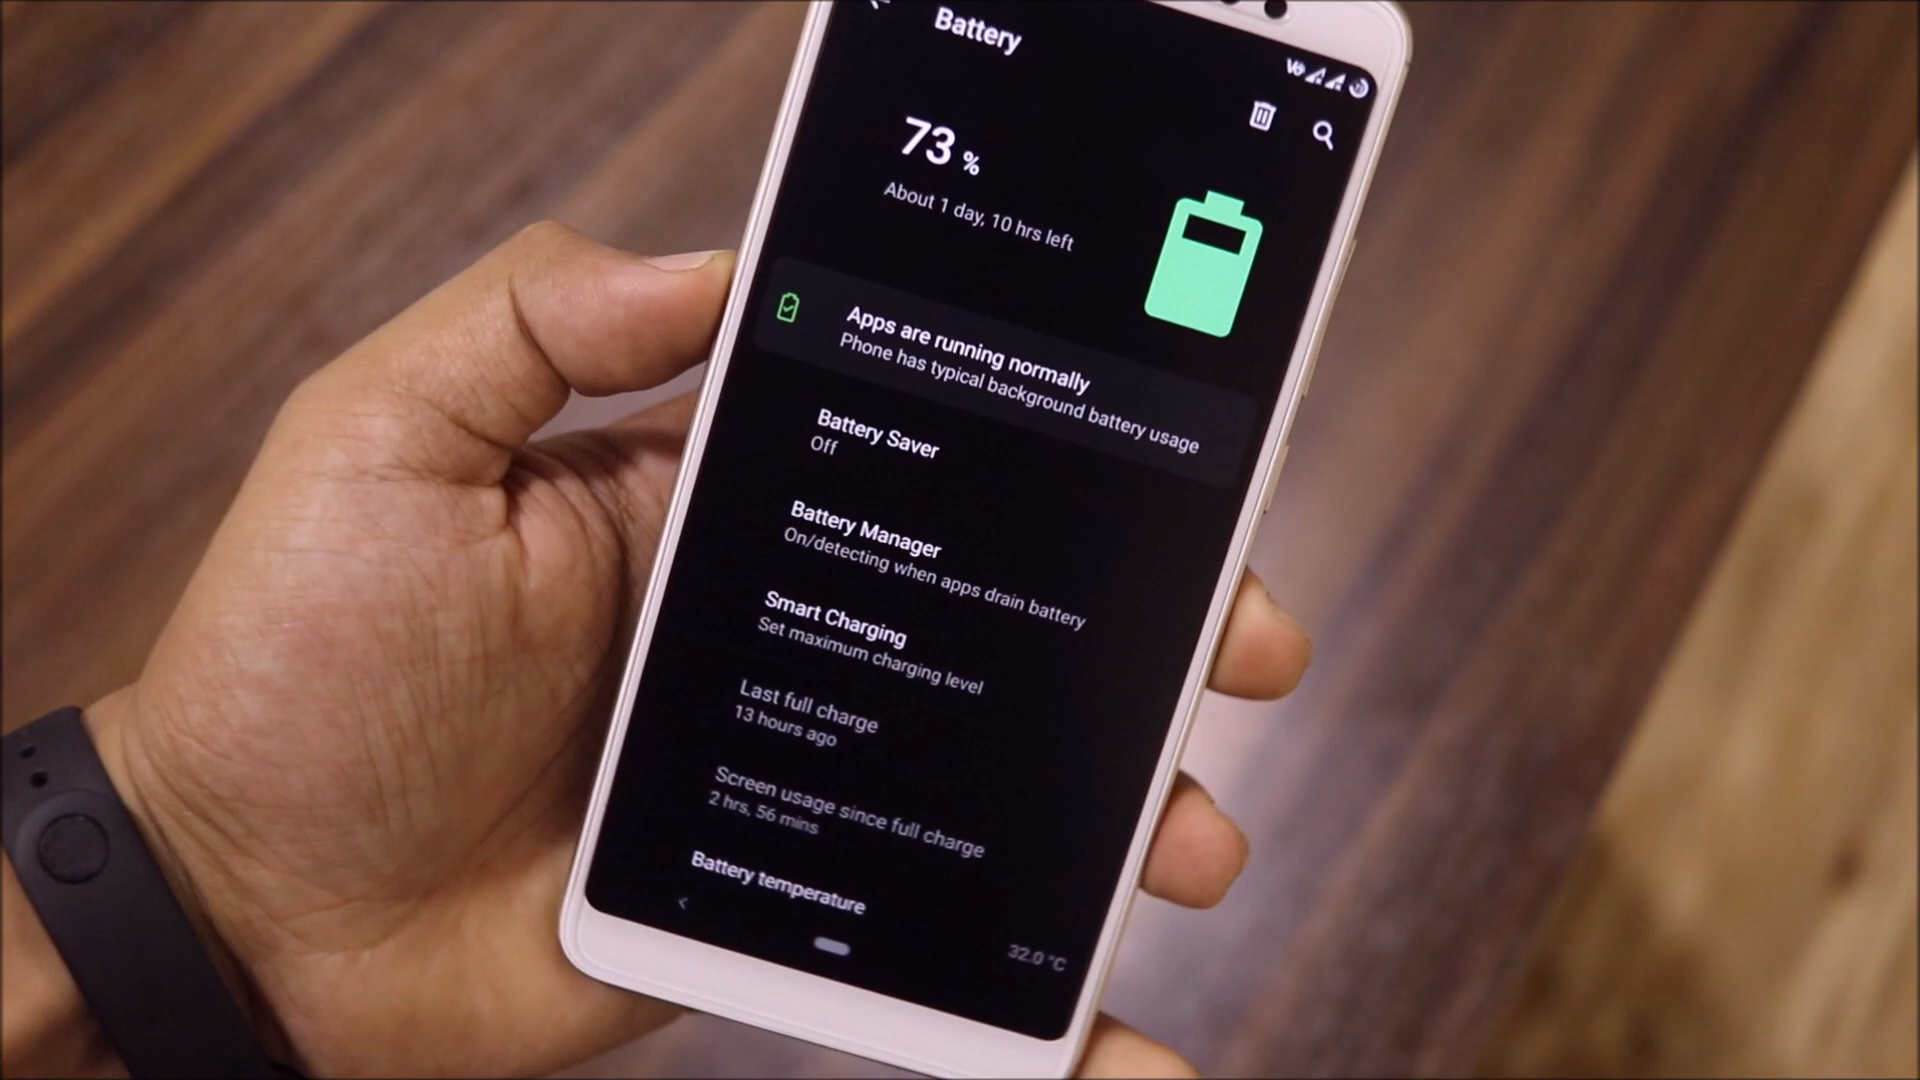 Battery
73 %
About 1 day, 10 hrs left
Apps are running normally
Phone has typical background battery usage
Battery Saver
Off
Battery Manager
On/detecting when apps drain battery
Smart Charging
Set maximum charging level
Last full charge
13 hours ago
Screen usage since full charge
2 hrs, 56 mins
Battery temperature
32.0 °C